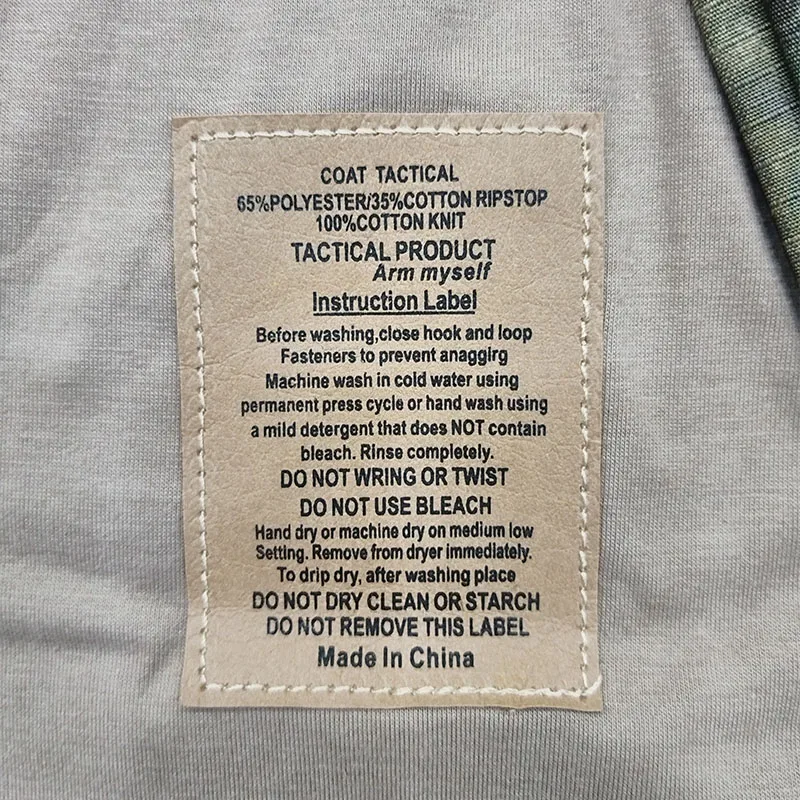 COAT TACTICAL
65%POLYESTER/35%COTTON RIPSTOP
100%COTTON KNIT
TACTICAL PRODUCT
Arm myself
Instruction Label
Before washing,close hook and loop
Fasteners to prevent anaggirg
Machine wash in cold water using
permanent press cycle or hand wash using
a mild detergent that does NOT contain
bleach. Rinse completely.
DO NOT WRING OR TWIST
DO NOT USE BLEACH
Hand dry or machine dry on medium low
Setting. Remove from dryer immediately.
To drip dry, after washing place
DO NOT DRY CLEAN OR STARCH
DO NOT REMOVE THIS LABEL
Made In China